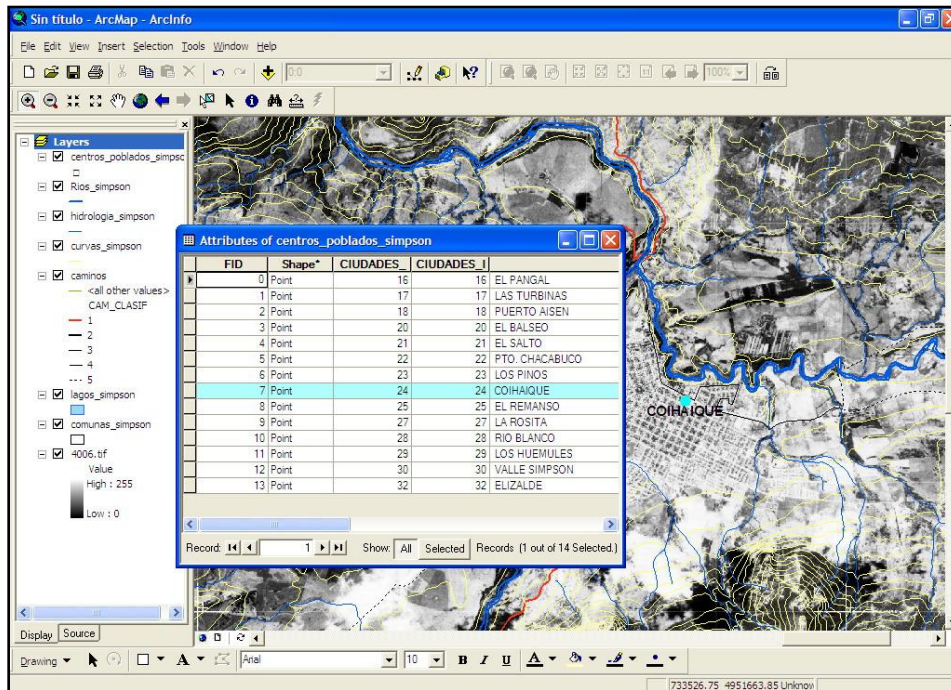 Sin título - ArcMap - ArcInfo
File Edit View Insert Selection Tools Window Help
0:0
100%
Layers
centros_poblados_simpsc
Rios_simpson
hidrologia_simpson
curvas_simpson
caminos
<all other values>
CAM_CLASIF
1
2
3
4
5
lagos_simpson
comunas_simpson
4006.tif
Value
High : 255
Low : 0
Attributes of centros_poblados_simpson
FID Shape* CIUDADES_ CIUDADES_I
0 Point 16 16 EL PANGAL
1 Point 17 17 LAS TURBINAS
2 Point 18 18 PUERTO AISEN
3 Point 20 20 EL BALSEO
4 Point 21 21 EL SALTO
5 Point 22 22 PTO. CHACABUCO
6 Point 23 23 LOS PINOS
7 Point 24 24 COIHAIQUE
8 Point 25 25 EL REMANSO
9 Point 27 27 LA ROSITA
10 Point 28 28 RIO BLANCO
11 Point 29 29 LOS HUEMULES
12 Point 30 30 VALLE SIMPSON
13 Point 32 32 ELIZALDE
Record: 1 Show: All Selected Records (1 out of 14 Selected.)
COIHAIQUE
Display Source
Drawing A Arial 10 B I U A
733526.75 4951663.85 Unknow